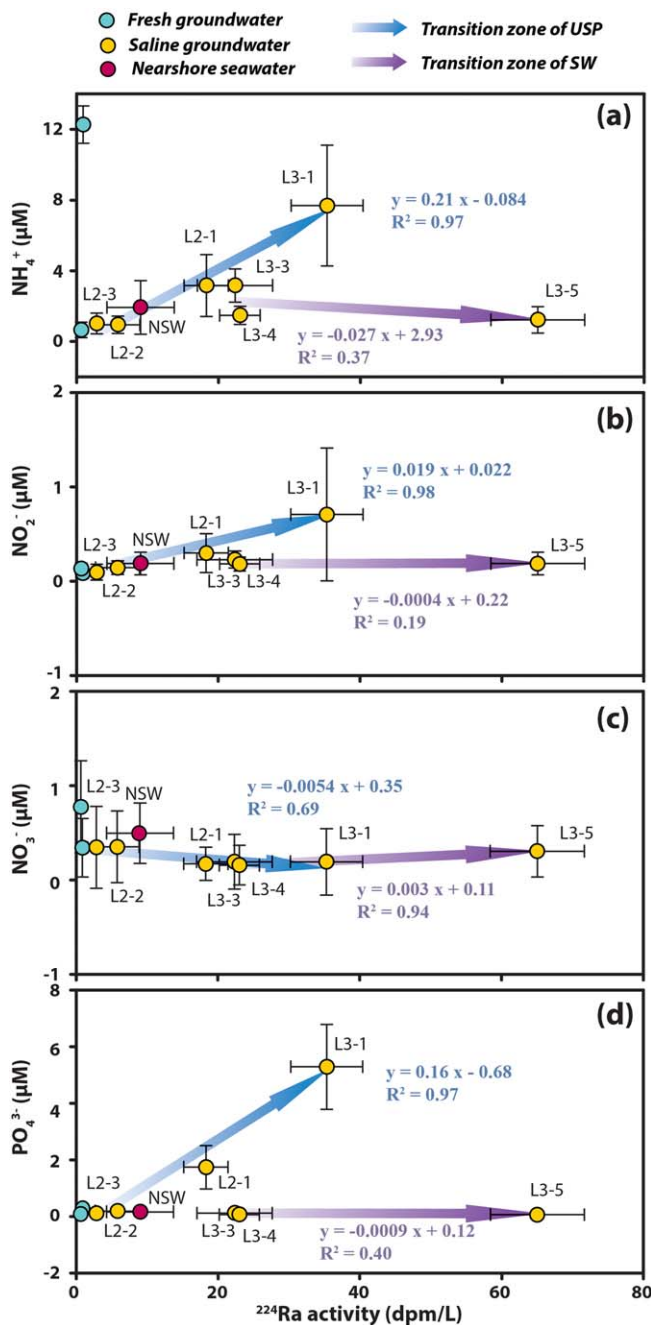 Fresh groundwater
Saline groundwater
Nearshore seawater
Transition zone of USP
Transition zone of SW
(a)
12
8
4
0
NH₄⁺ (μM)
L3-1
y = 0.21 x - 0.084
R² = 0.97
L2-1
L3-3
L2-3
L3-5
NSW
L3-4
L2-2
y = -0.027 x + 2.93
R² = 0.37
(b)
2
1
0
-1
NO₂⁻ (μM)
y = 0.019 x + 0.022
R² = 0.98
L3-1
L2-1
NSW
L2-3
L3-5
L2-2
L3-3
L3-4
y = -0.0004 x + 0.22
R² = 0.19
(c)
2
1
0
-1
NO₃⁻ (μM)
y = -0.0054 x + 0.35
R² = 0.69
L2-3
NSW
L2-1
L3-1
L3-5
L2-2
L3-3
L3-4
y = 0.003 x + 0.11
R² = 0.94
(d)
8
6
4
2
0
-2
PO₄³⁻ (μM)
L3-1
y = 0.16 x - 0.68
R² = 0.97
L2-1
L2-3
NSW
L3-5
L2-2
L3-3
L3-4
y = -0.0009 x + 0.12
R² = 0.40
0
20
40
60
80
²²⁴Ra activity (dpm/L)